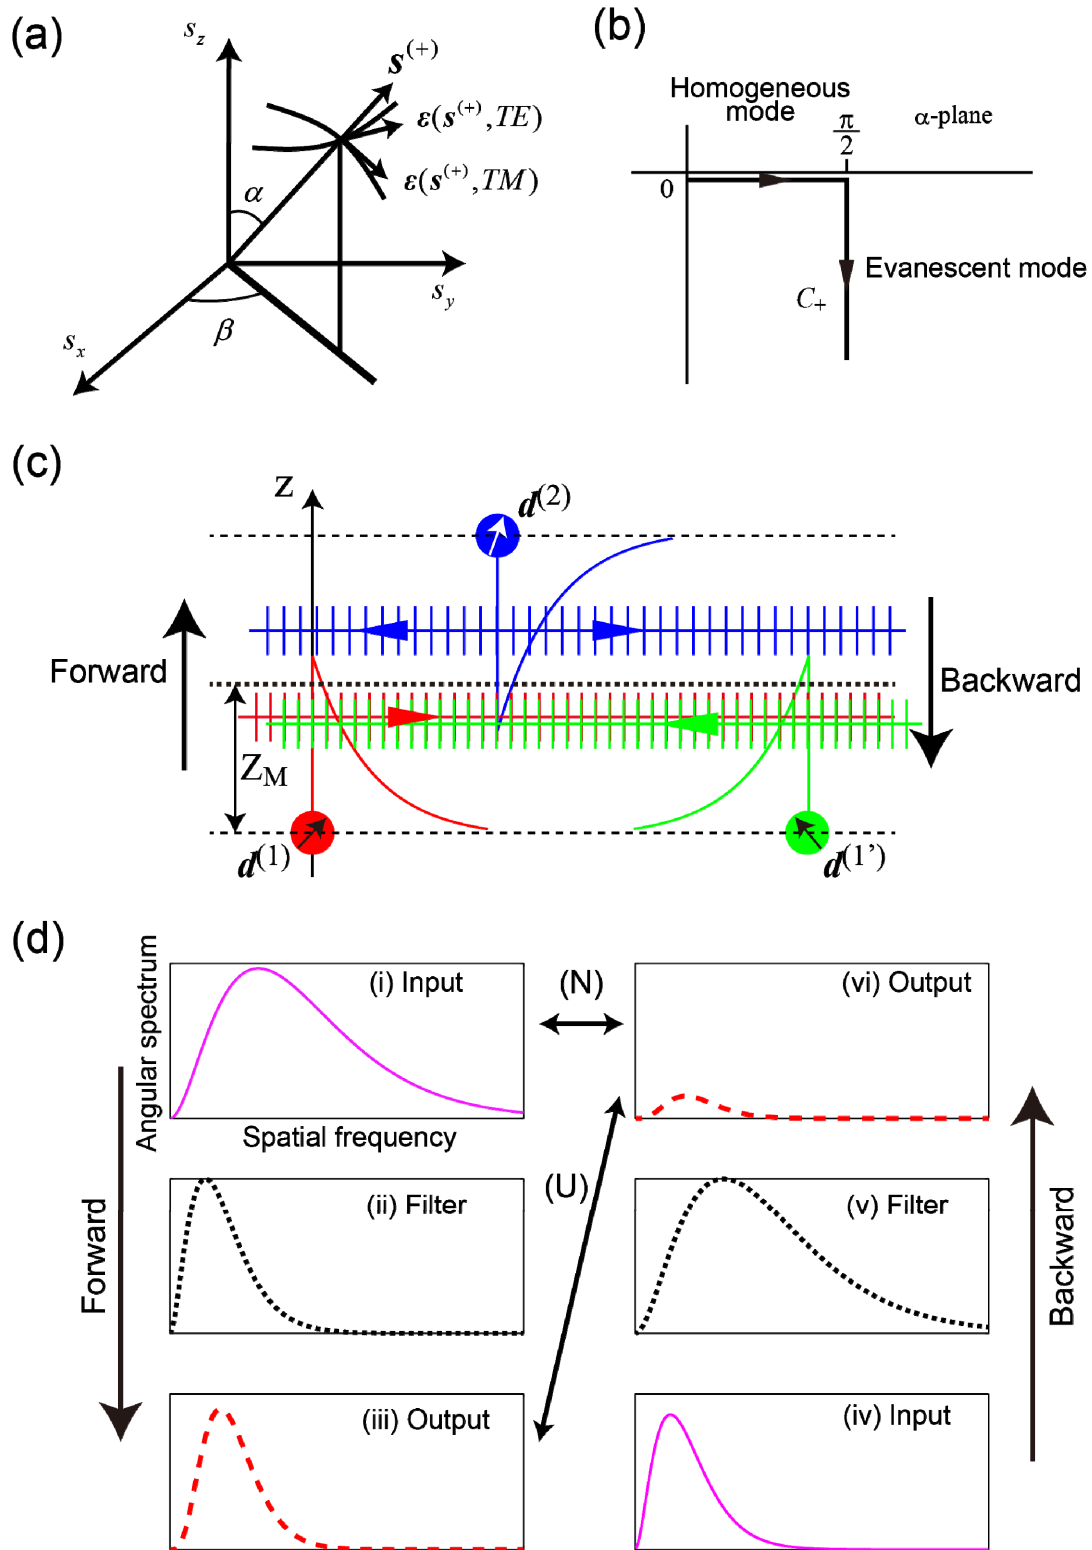 (a)
s_z
s^(+)
ε(s^(+), TE)
ε(s^(+), TM)
α
s_y
β
s_x
(b)
Homogeneous
mode
π
2
α-plane
0
Evanescent mode
C_+
(c)
z
d^(2)
Forward
Backward
Z_M
d^(1)
d^(1')
(d)
Angular spectrum
(i) Input
(N)
(vi) Output
Spatial frequency
(ii) Filter
(U)
(v) Filter
Forward
Backward
(iii) Output
(iv) Input